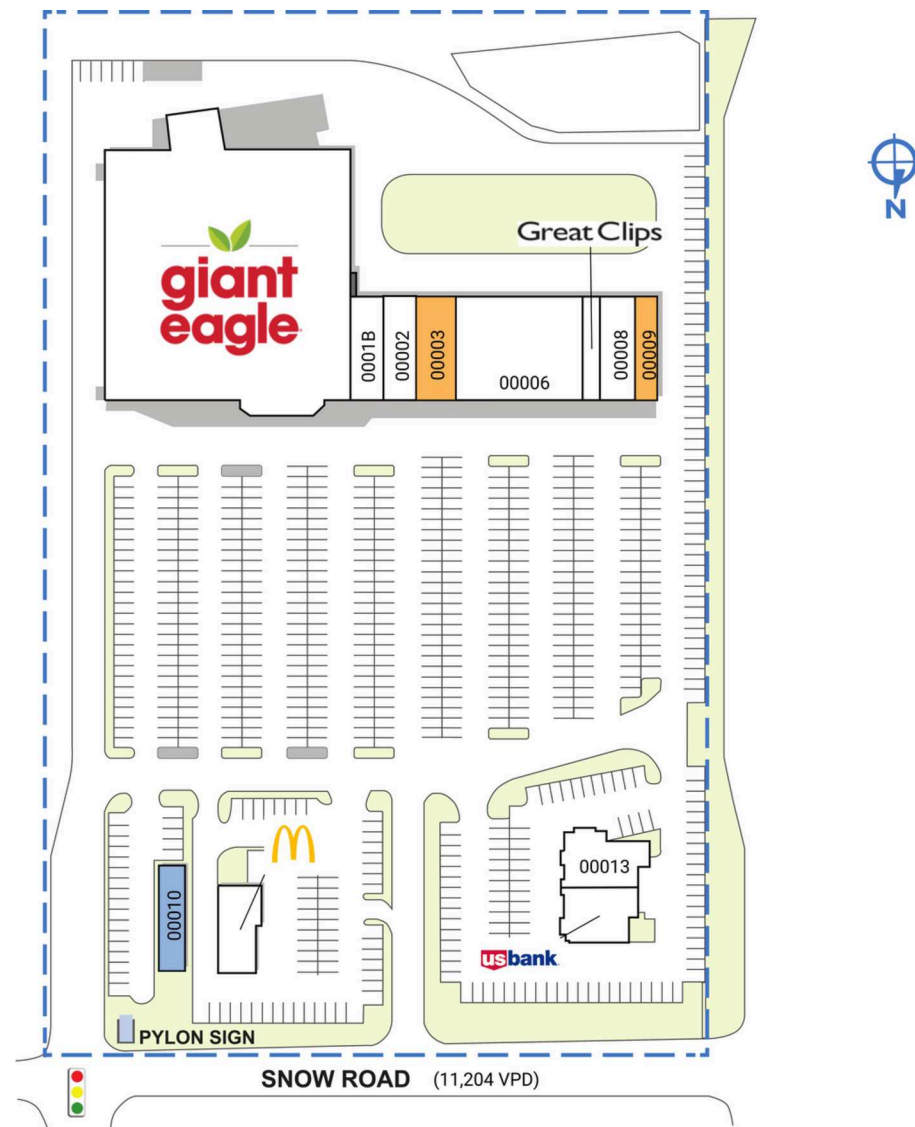 N
Great Clips
giant
eagle
0001B
00002
00003
00006
00008
00009
00010
00013
usbank
PYLON SIGN
SNOW ROAD (11,204 VPD)